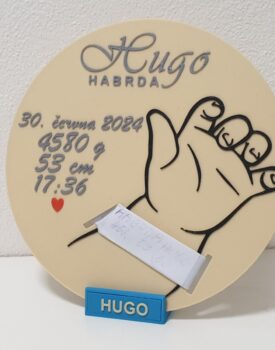 Hugo
HABRDA
30. června 2024
4580 g
53 cm
17:36
HUGO